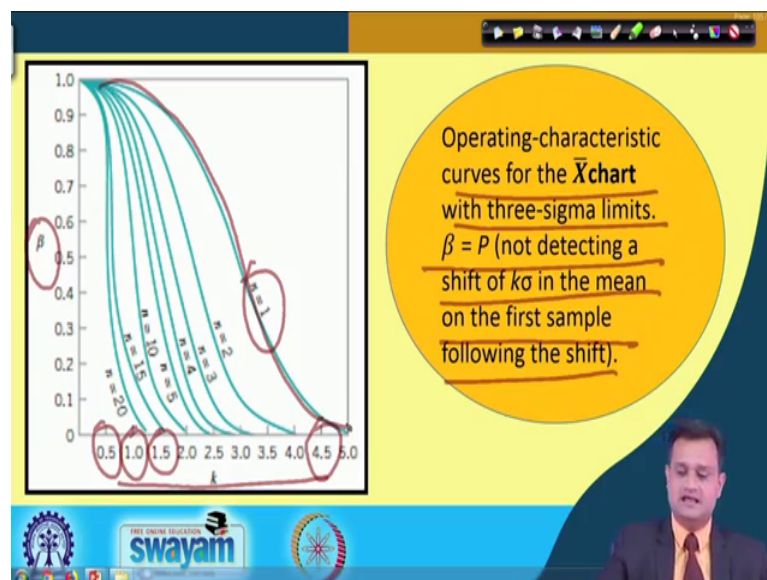 1.0
0.9
0.8
0.7
0.6
β
0.5
0.4
0.3
0.2
0.1
0
n = 1
n = 2
n = 3
n = 4
n = 5
n = 10
n = 15
n = 20
0.5 1.0 1.5 2.0 2.5 3.0 3.5 4.0 4.5 5.0
k
Operating-characteristic
curves for the X̅ chart
with three-sigma limits.
β = P (not detecting a
shift of kσ in the mean
on the first sample
following the shift).
FREE ONLINE EDUCATION
swayam